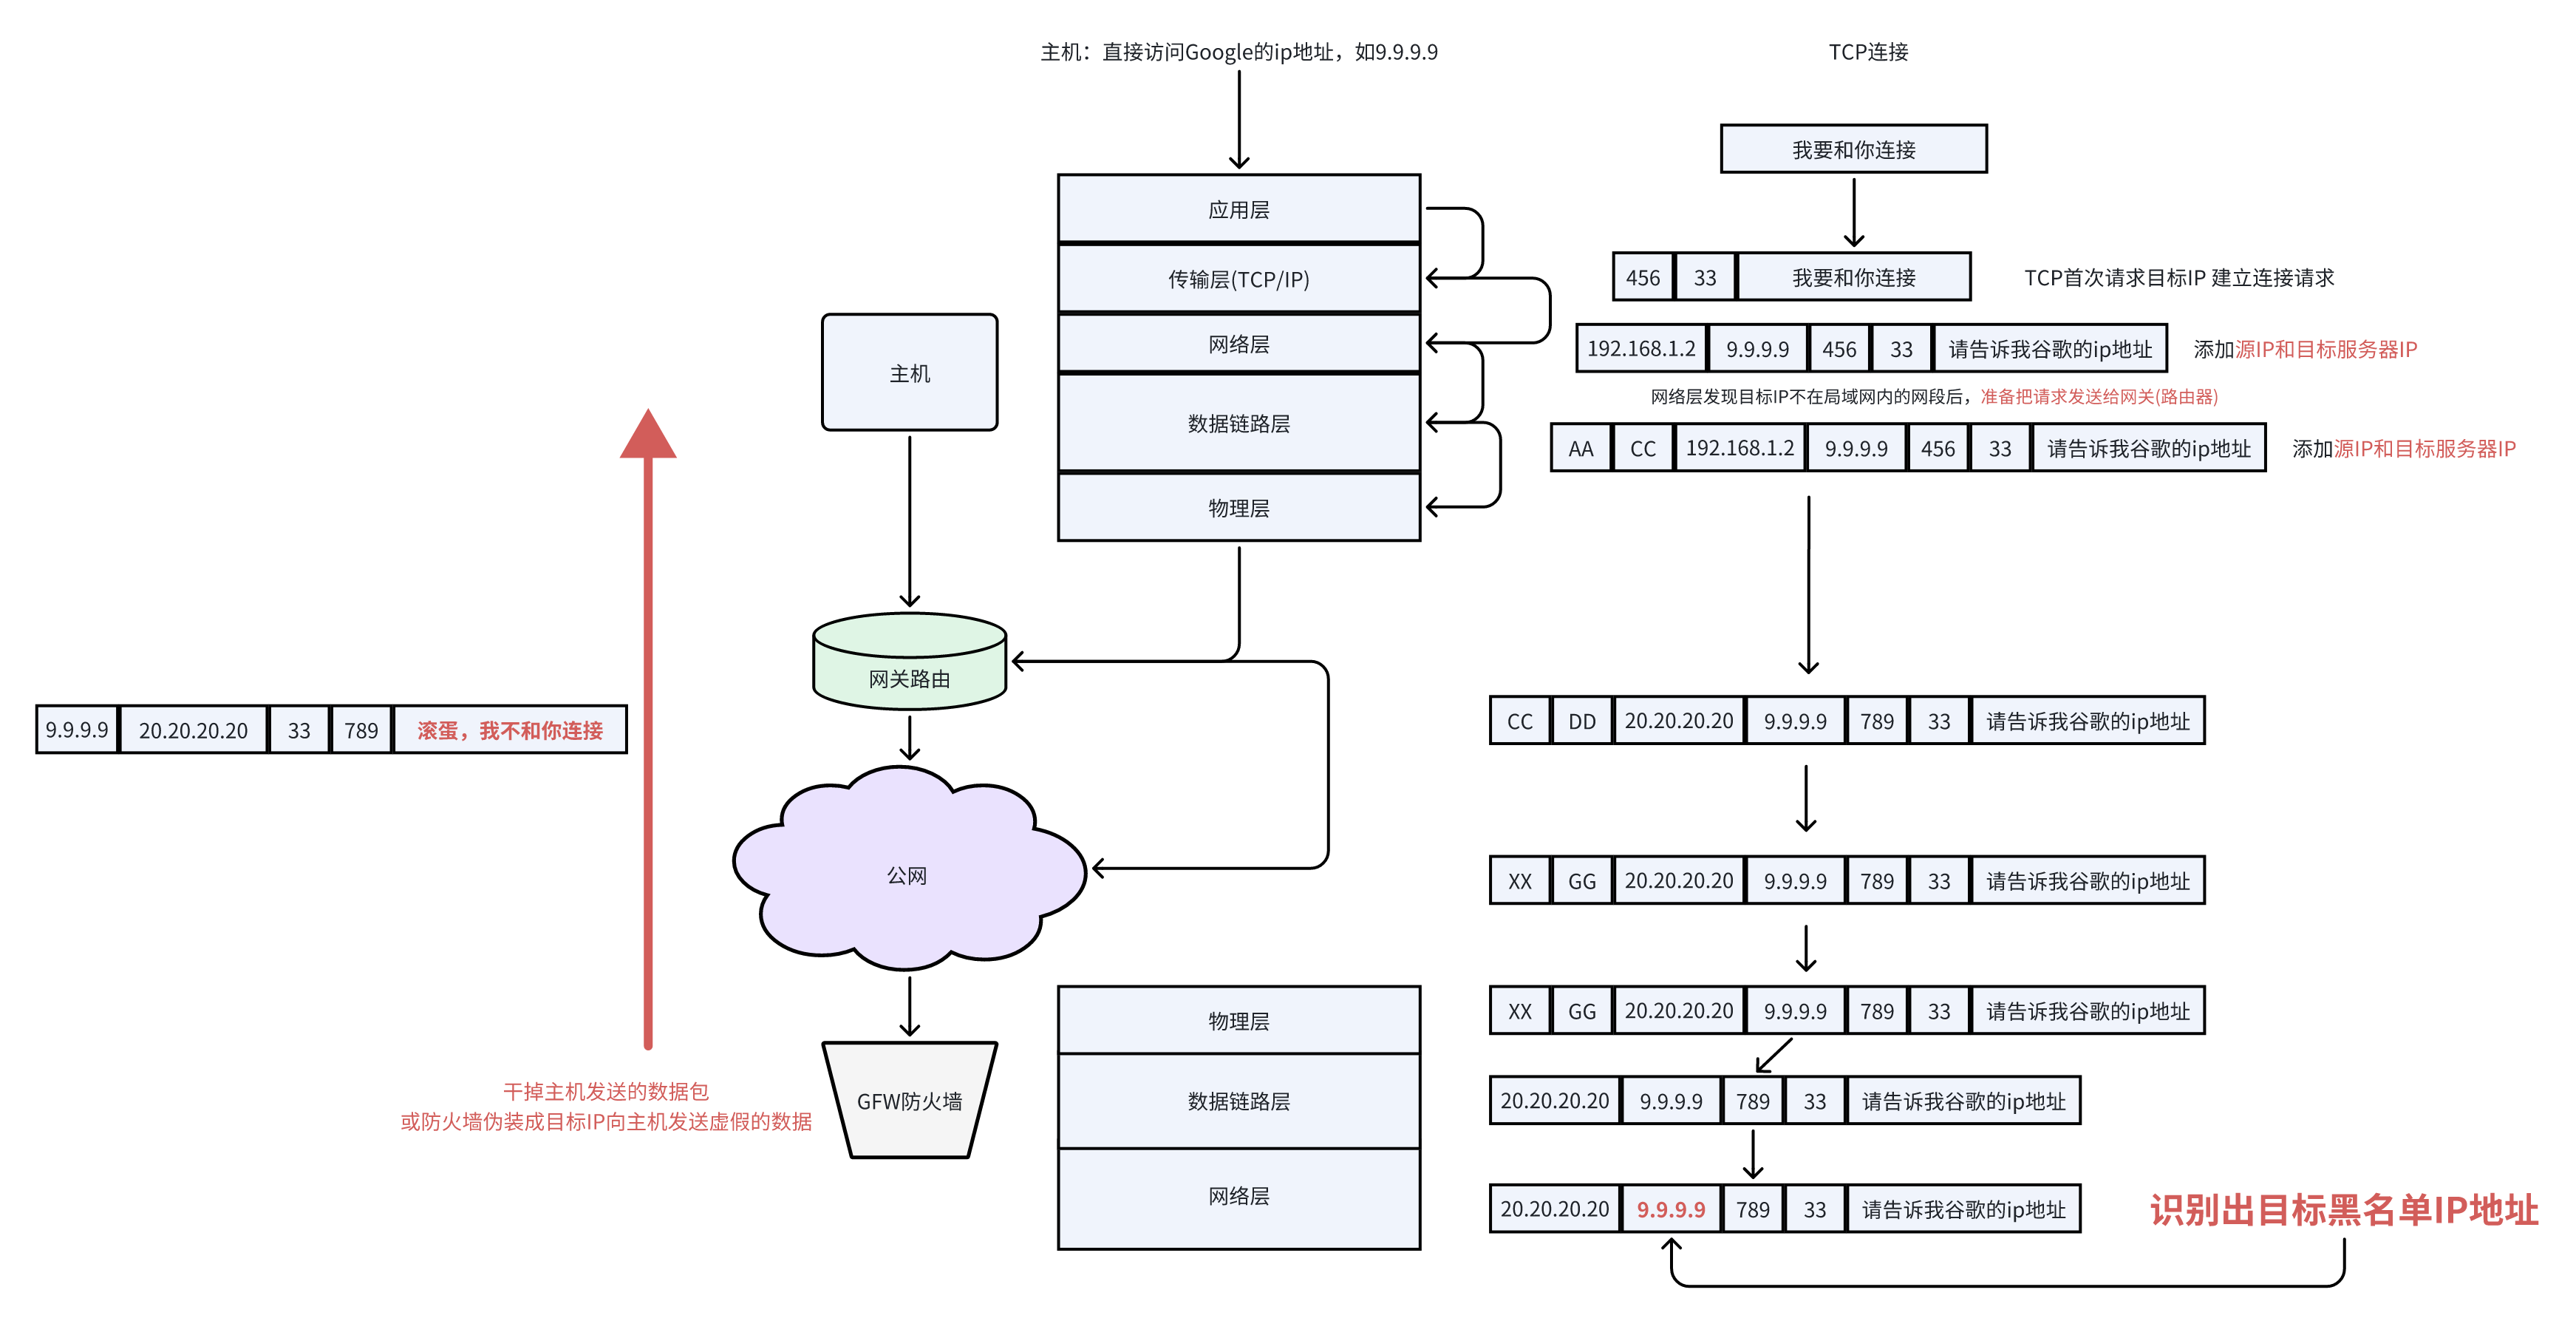 主机：直接访问Google的ip地址，如9.9.9.9
TCP连接
我要和你连接
应用层
传输层(TCP/IP)
网络层
数据链路层
物理层
456 33 我要和你连接
TCP首次请求目标IP 建立连接请求
192.168.1.2 9.9.9.9 456 33 请告诉我谷歌的ip地址
添加源IP和目标服务器IP
网络层发现目标IP不在局域网内的网段后，准备把请求发送给网关(路由器)
AA CC 192.168.1.2 9.9.9.9 456 33 请告诉我谷歌的ip地址
添加源IP和目标服务器IP
主机
网关路由
9.9.9.9 20.20.20.20 33 789 滚蛋，我不和你连接
CC DD 20.20.20.20 9.9.9.9 789 33 请告诉我谷歌的ip地址
公网
XX GG 20.20.20.20 9.9.9.9 789 33 请告诉我谷歌的ip地址
物理层
数据链路层
网络层
XX GG 20.20.20.20 9.9.9.9 789 33 请告诉我谷歌的ip地址
干掉主机发送的数据包
或防火墙伪装成目标IP向主机发送虚假的数据
GFW防火墙
20.20.20.20 9.9.9.9 789 33 请告诉我谷歌的ip地址
20.20.20.20 9.9.9.9 789 33 请告诉我谷歌的ip地址
识别出目标黑名单IP地址